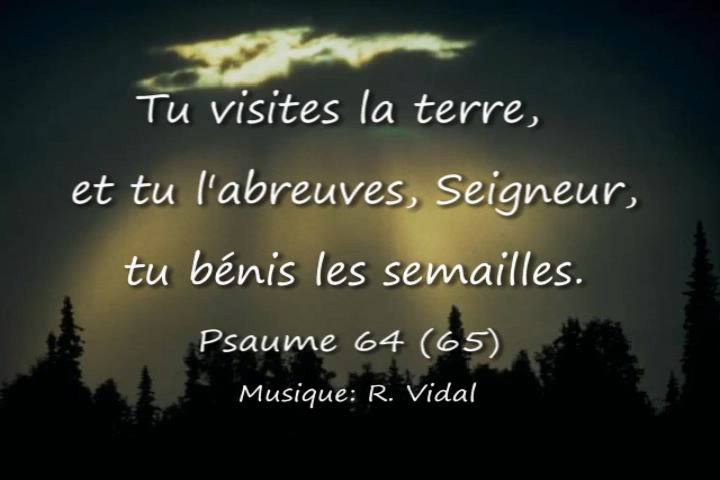 Tu visites la terre,
et tu l'abreuves, Seigneur,
tu bénis les semailles.
Psaume 64 (65)
Musique: R. Vidal